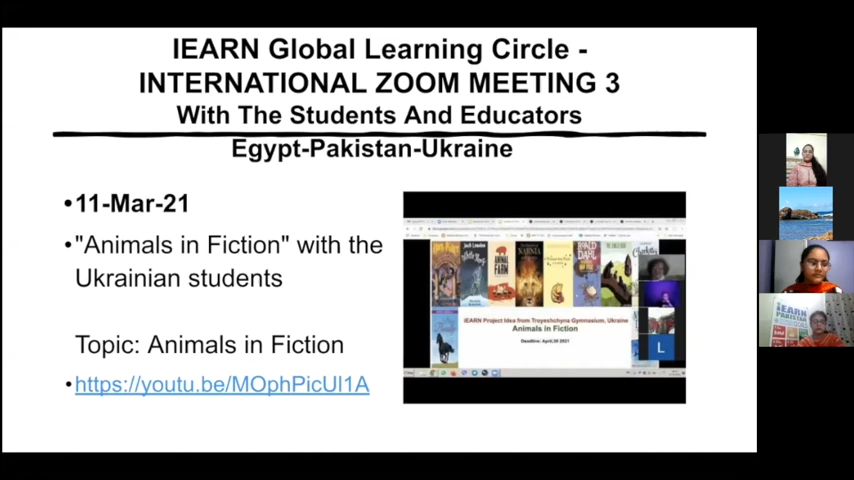 IEARN Global Learning Circle -
INTERNATIONAL ZOOM MEETING 3
With The Students And Educators
Egypt-Pakistan-Ukraine
•11-Mar-21
•"Animals in Fiction" with the
Ukrainian students
Topic: Animals in Fiction
•https://youtu.be/MOphPicUl1A
Jack London
ANIMAL
FARM
NARNIA
ROALD
DAHL
Charlotte's
iEARN Project Idea from Troyeshchyna Gymnasium, Ukraine
Animals in Fiction
Deadline: April,30 2021
L
iEARN
PAKISTAN